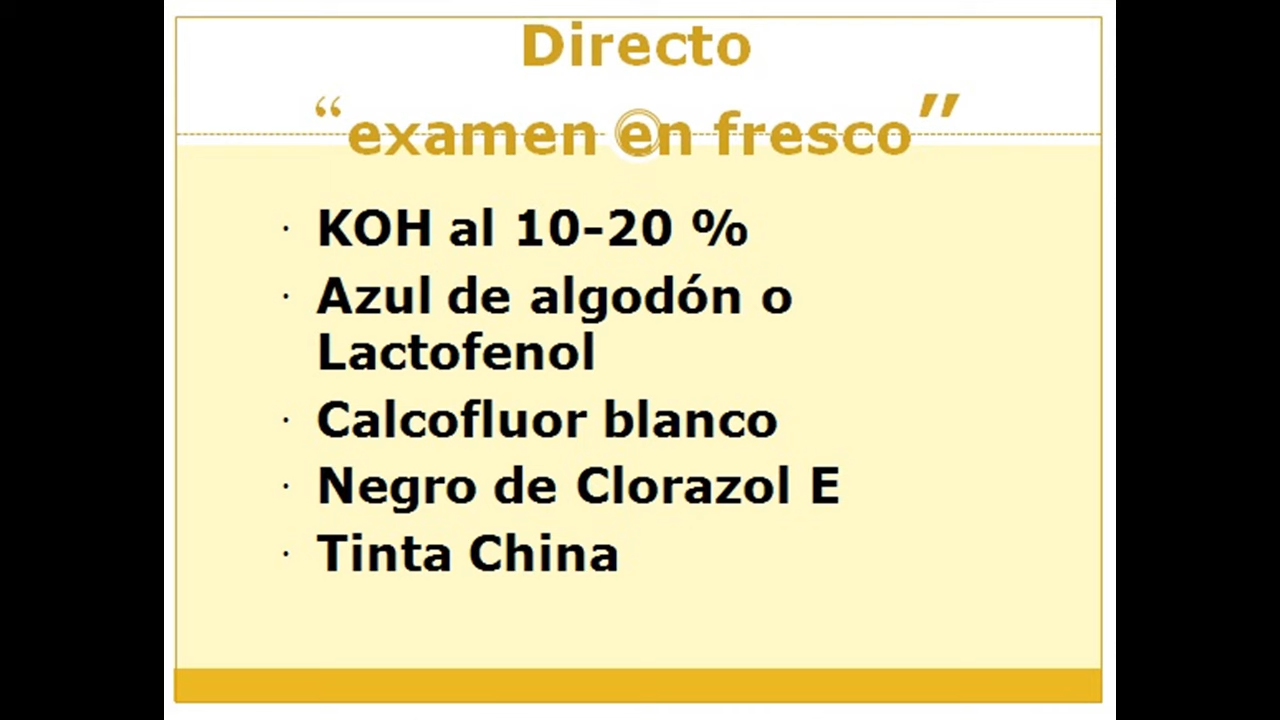 Directo
“examen en fresco”
· KOH al 10-20 %
· Azul de algodón o
Lactofenol
· Calcofluor blanco
· Negro de Clorazol E
· Tinta China